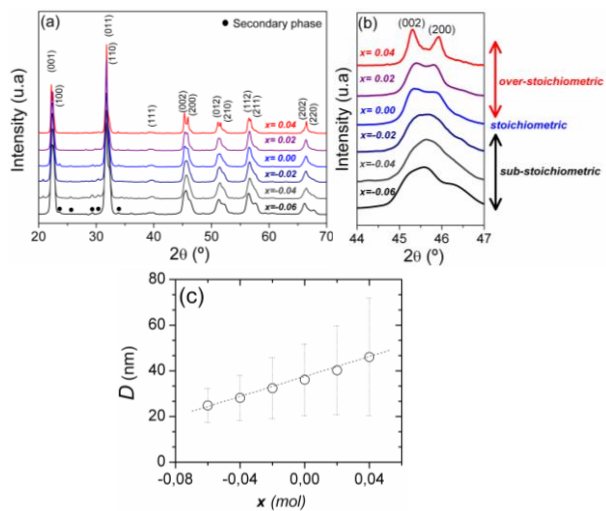 (a)
● Secondary phase
(001)
(100)
(011)
(110)
(111)
(002)
(200)
(012)
(210)
(112)
(211)
(202)
(220)
x= 0.04
x= 0.02
x= 0.00
x=-0.02
x=-0.04
x=-0.06
Intensity (u.a)
20 30 40 50 60 70
2θ (º)
(b)
(002) (200)
x= 0.04
x= 0.02
x= 0.00
x=-0.02
x=-0.04
x=-0.06
over-stoichiometric
stoichiometric
sub-stoichiometric
Intensity (u.a)
44 45 46 47
2θ (º)
(c)
80
60
40
20
0
D (nm)
-0,08 -0,04 0,00 0,04
x (mol)